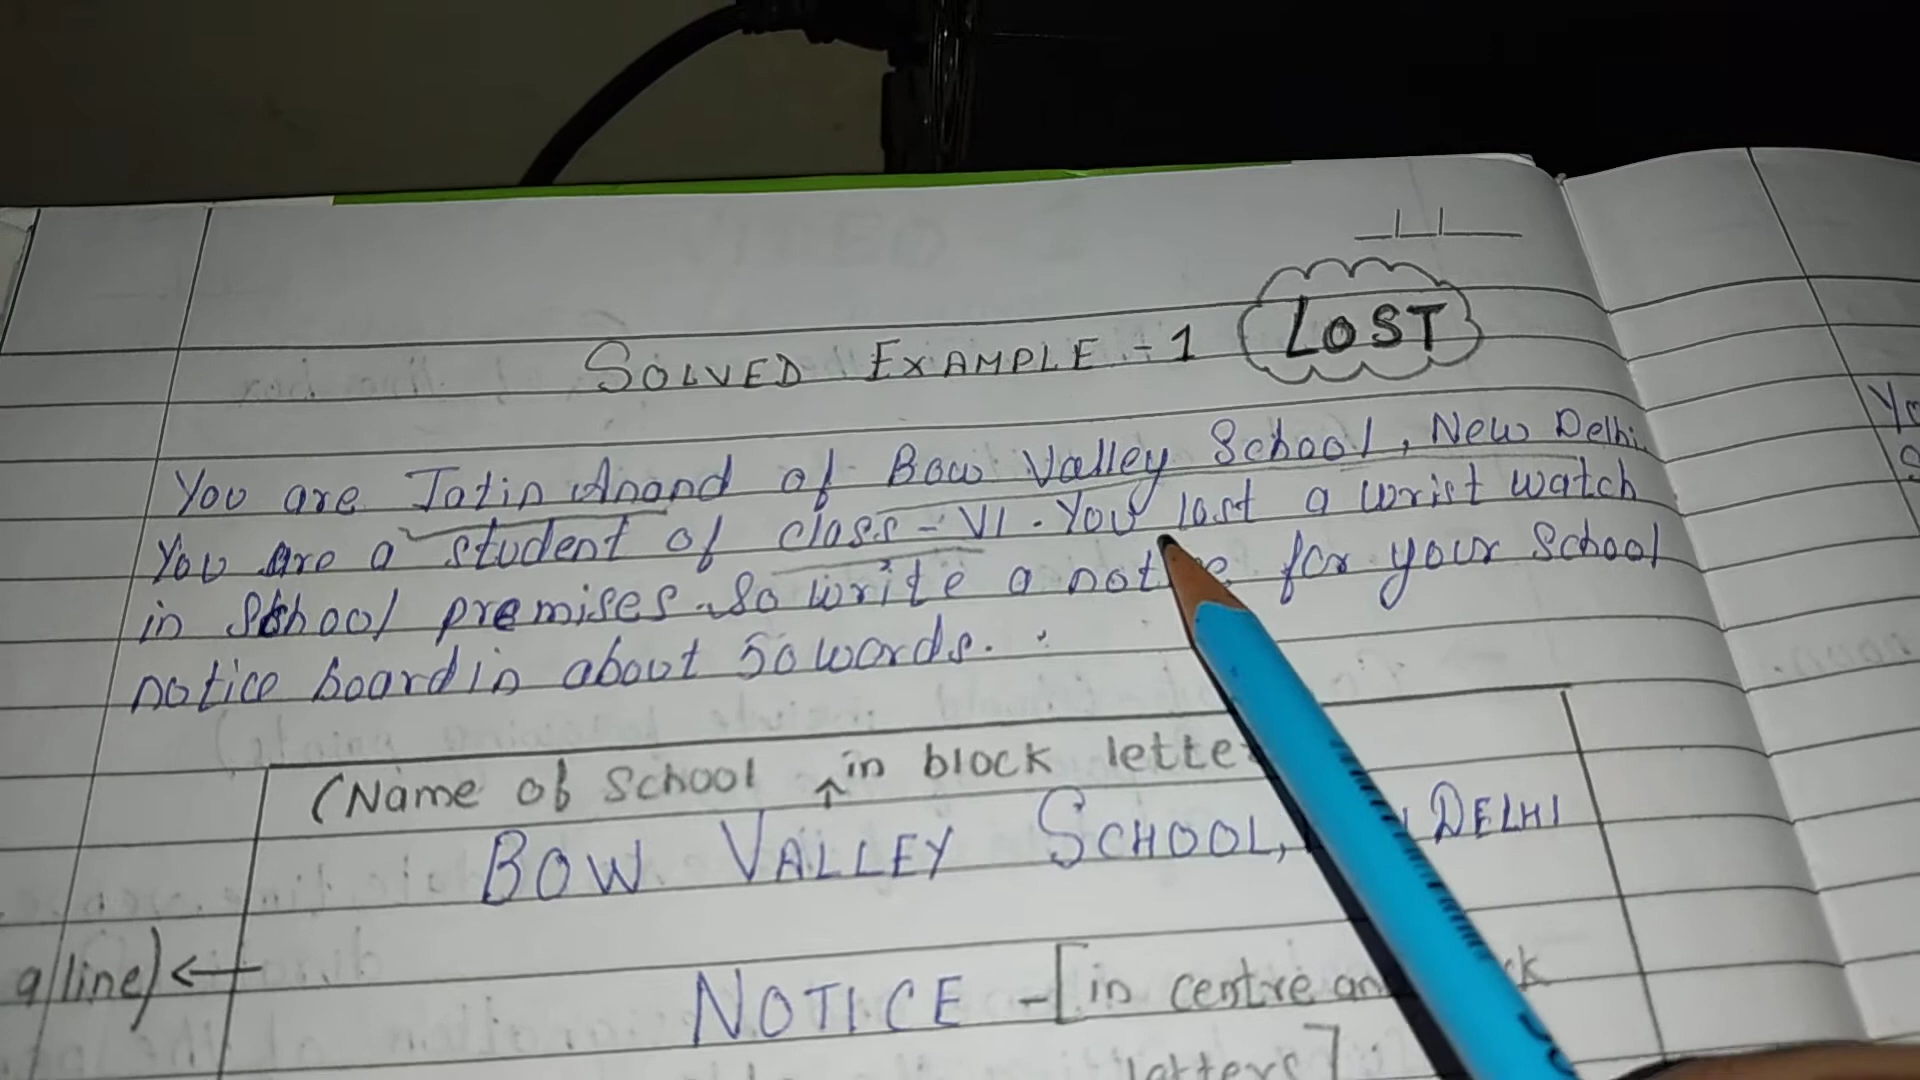 SOLVED EXAMPLE - 1 LOST
You are Jatin Anand of Bow Valley School, New Delhi.
You are a student of class - VI. You lost a wrist watch
in School premises. So write a notice for your School
notice board in about 50 words.
(Name of School in block letter
BOW VALLEY SCHOOL, DELHI
a line) ←
NOTICE - [in centre an
letters]